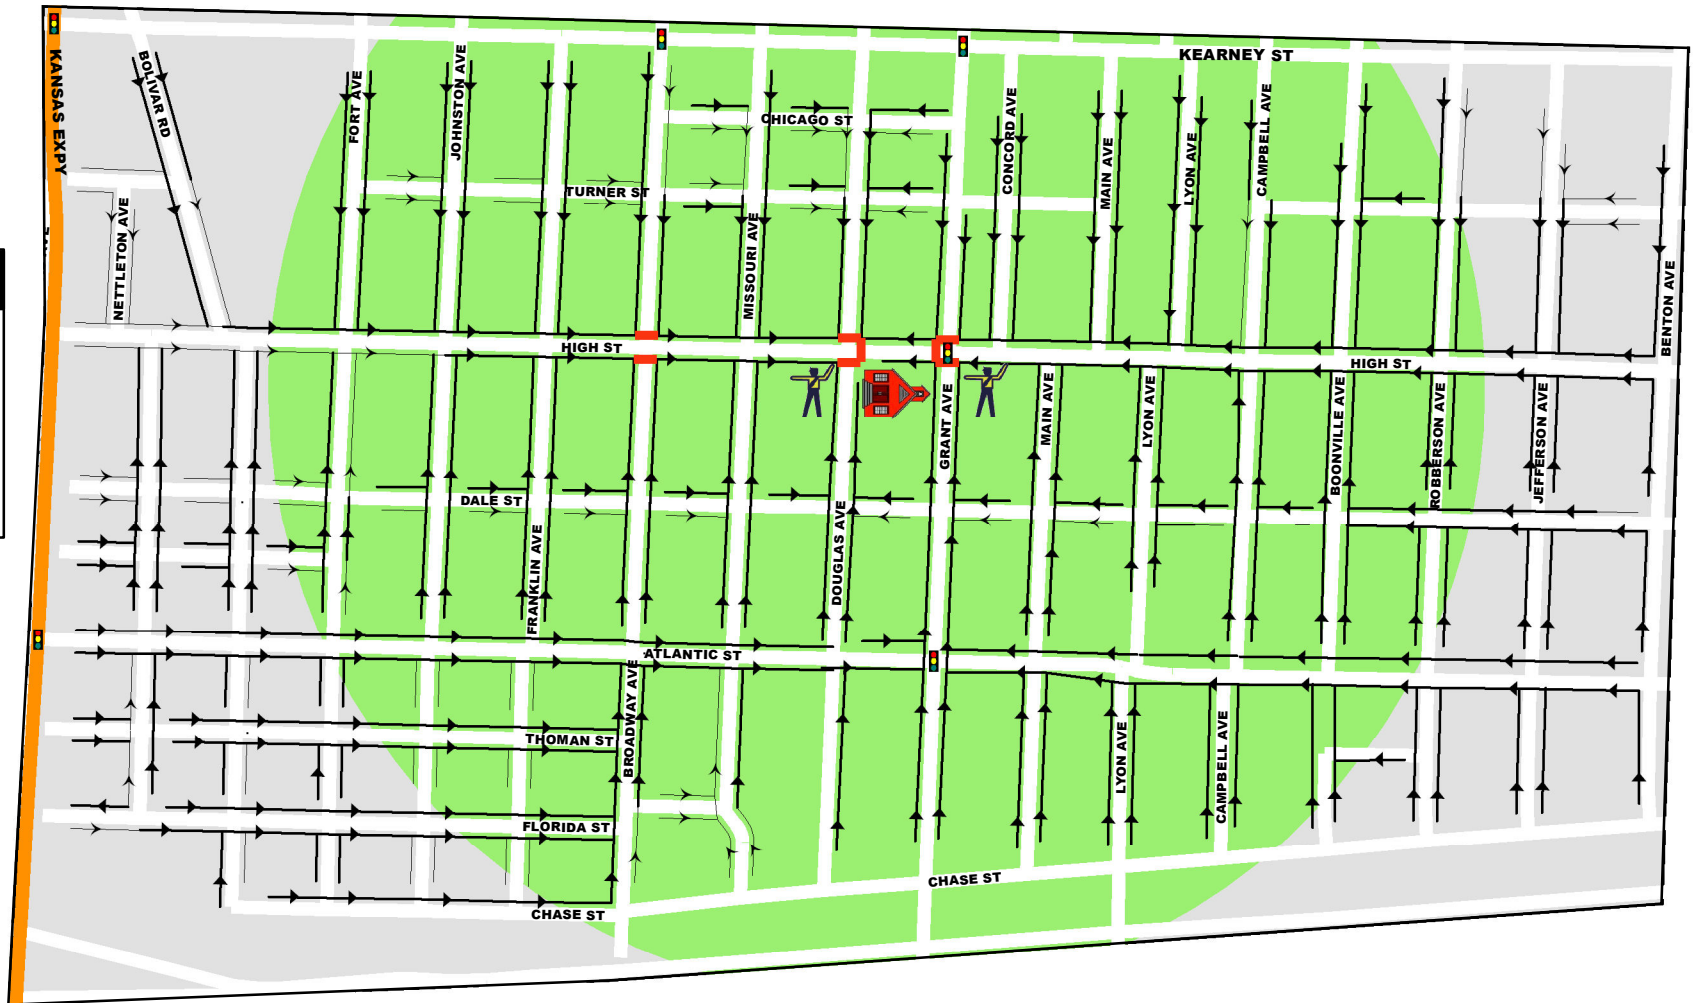 KEARNEY ST
KANSAS EXPY
BOLIVAR RD
FORT AVE
JOHNSTON AVE
CHICAGO ST
CONCORD AVE
MAIN AVE
LYON AVE
CAMPBELL AVE
TURNER ST
NETTLETON AVE
MISSOURI AVE
BENTON AVE
HIGH ST
HIGH ST
GRANT AVE
MAIN AVE
LYON AVE
BOONVILLE AVE
ROBBERSON AVE
JEFFERSON AVE
DALE ST
FRANKLIN AVE
DOUGLAS AVE
ATLANTIC ST
BROADWAY AVE
THOMAN ST
LYON AVE
CAMPBELL AVE
FLORIDA ST
CHASE ST
CHASE ST